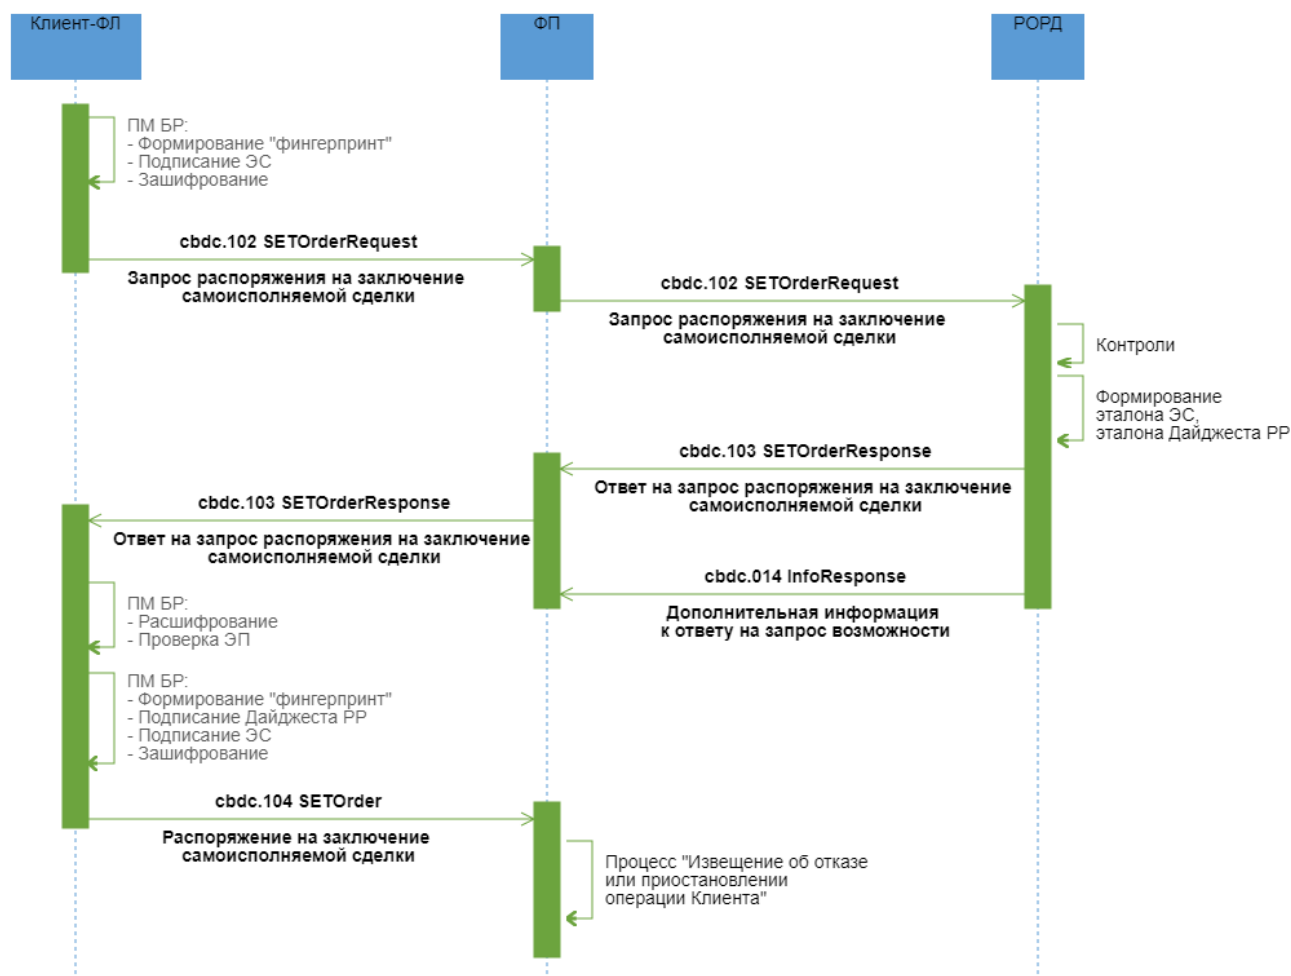 Клиент-ФЛ
ФП
РОРД
ПМ БР:
- Формирование "фингерпринт"
- Подписание ЭС
- Зашифрование
cbdc.102 SETOrderRequest
Запрос распоряжения на заключение
самоисполняемой сделки
cbdc.102 SETOrderRequest
Запрос распоряжения на заключение
самоисполняемой сделки
Контроли
Формирование
эталона ЭС,
эталона Дайджеста РР
cbdc.103 SETOrderResponse
Ответ на запрос распоряжения на заключение
самоисполняемой сделки
cbdc.103 SETOrderResponse
Ответ на запрос распоряжения на заключение
самоисполняемой сделки
cbdc.014 InfoResponse
Дополнительная информация
к ответу на запрос возможности
ПМ БР:
- Расшифрование
- Проверка ЭП
ПМ БР:
- Формирование "фингерпринт"
- Подписание Дайджеста РР
- Подписание ЭС
- Зашифрование
cbdc.104 SETOrder
Распоряжение на заключение
самоисполняемой сделки
Процесс "Извещение об отказе
или приостановлении
операции Клиента"